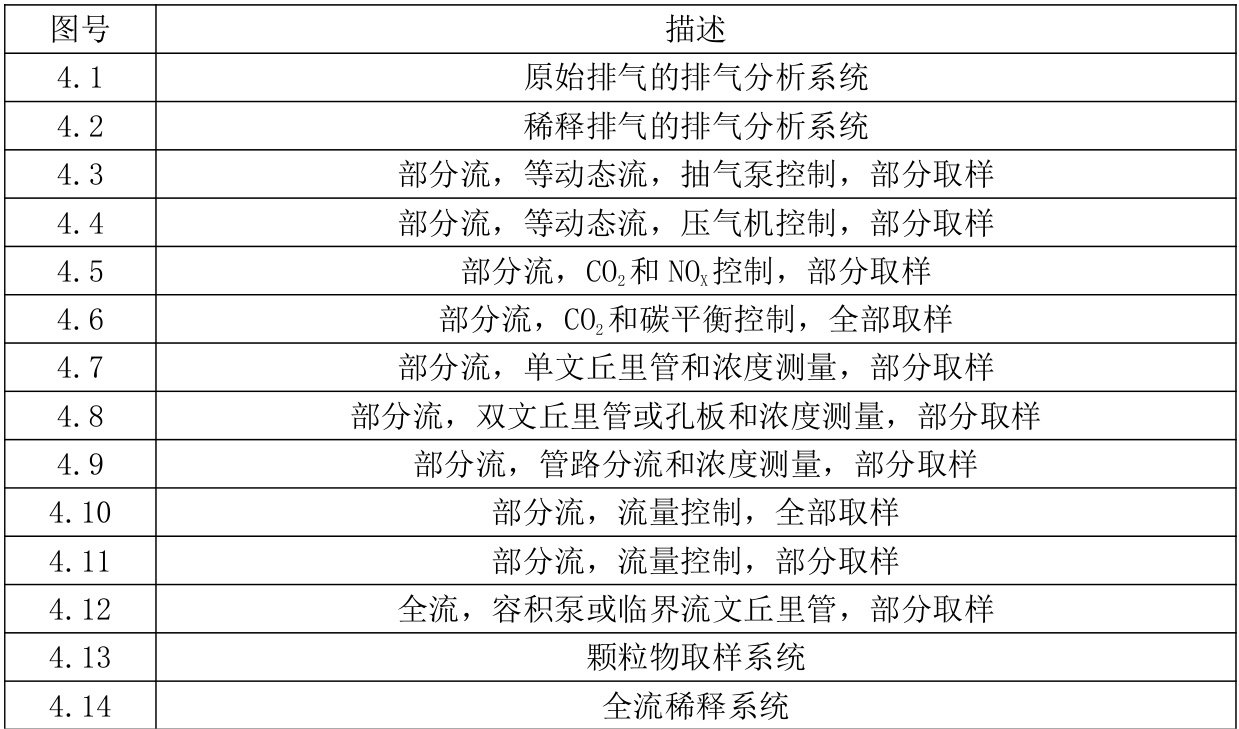 图号 描述
4.1 原始排气的排气分析系统
4.2 稀释排气的排气分析系统
4.3 部分流，等动态流，抽气泵控制，部分取样
4.4 部分流，等动态流，压气机控制，部分取样
4.5 部分流，CO₂和 NOₓ控制，部分取样
4.6 部分流，CO₂和碳平衡控制，全部取样
4.7 部分流，单文丘里管和浓度测量，部分取样
4.8 部分流，双文丘里管或孔板和浓度测量，部分取样
4.9 部分流，管路分流和浓度测量，部分取样
4.10 部分流，流量控制，全部取样
4.11 部分流，流量控制，部分取样
4.12 全流，容积泵或临界流文丘里管，部分取样
4.13 颗粒物取样系统
4.14 全流稀释系统